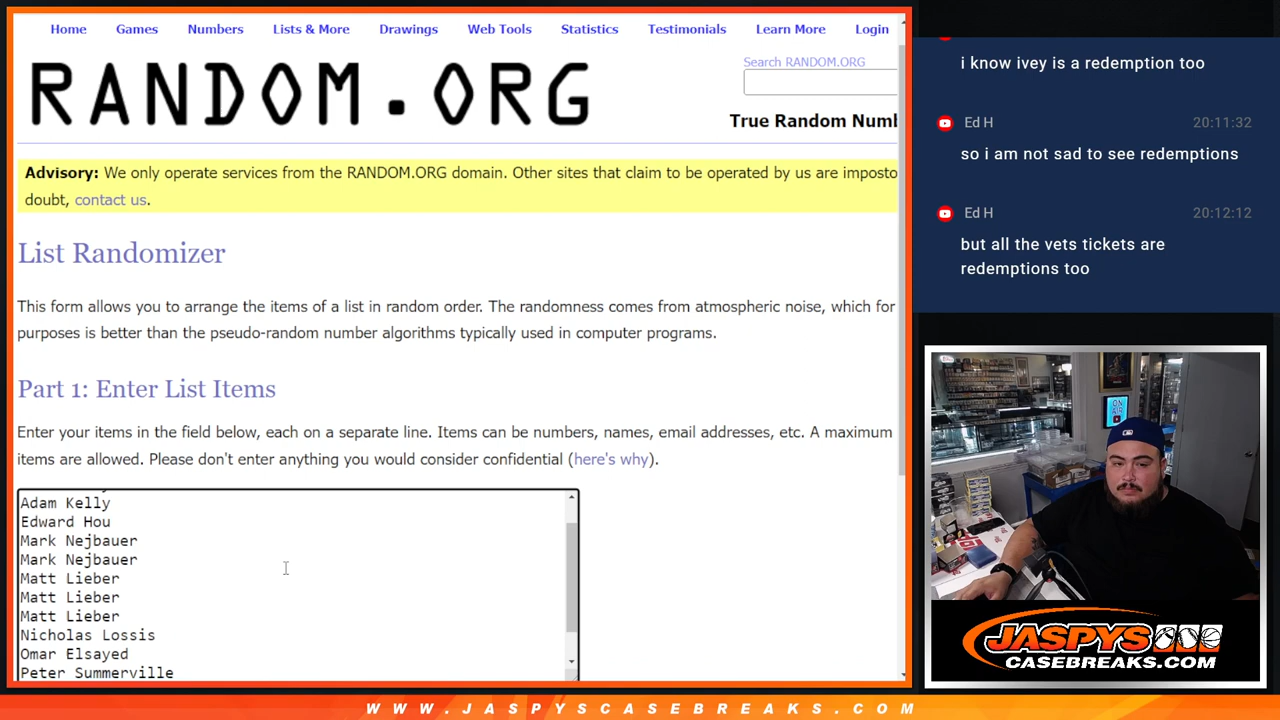 Home Games Numbers Lists & More Drawings Web Tools Statistics Testimonials Learn More Login
RANDOM.ORG
Search RANDOM.ORG
True Random Numb
Advisory: We only operate services from the RANDOM.ORG domain. Other sites that claim to be operated by us are imposto
doubt, contact us.
List Randomizer
This form allows you to arrange the items of a list in random order. The randomness comes from atmospheric noise, which for
purposes is better than the pseudo-random number algorithms typically used in computer programs.
Part 1: Enter List Items
Enter your items in the field below, each on a separate line. Items can be numbers, names, email addresses, etc. A maximum
items are allowed. Please don't enter anything you would consider confidential (here's why).
Adam Kelly
Edward Hou
Mark Nejbauer
Mark Nejbauer
Matt Lieber
Matt Lieber
Matt Lieber
Nicholas Lossis
Omar Elsayed
Peter Summerville
i know ivey is a redemption too
Ed H 20:11:32
so i am not sad to see redemptions
Ed H 20:12:12
but all the vets tickets are
redemptions too
ON
AIR
JASPYS
CASEBREAKS.COM
WWW.JASPYSCASEBREAKS.COM